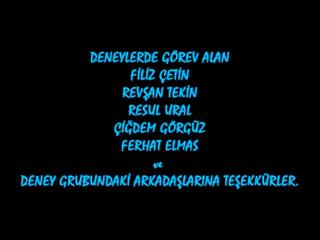 DENEYLERDE GÖREV ALAN
FİLİZ ÇETİN
REVŞAN TEKİN
RESUL URAL
ÇİĞDEM GÖRGÜZ
FERHAT ELMAS
ve
DENEY GRUBUNDAKİ ARKADAŞLARINA TEŞEKKÜRLER.